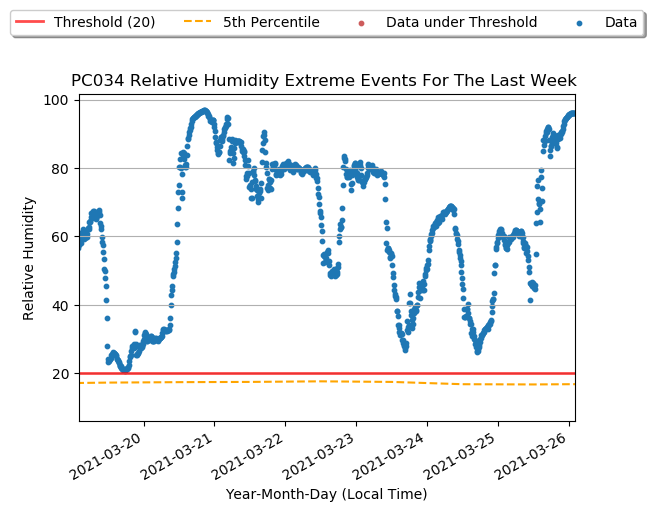 Threshold (20) 5th Percentile Data under Threshold Data
PC034 Relative Humidity Extreme Events For The Last Week
100
80
60
40
20
Relative Humidity
2021-03-20 2021-03-21 2021-03-22 2021-03-23 2021-03-24 2021-03-25 2021-03-26
Year-Month-Day (Local Time)